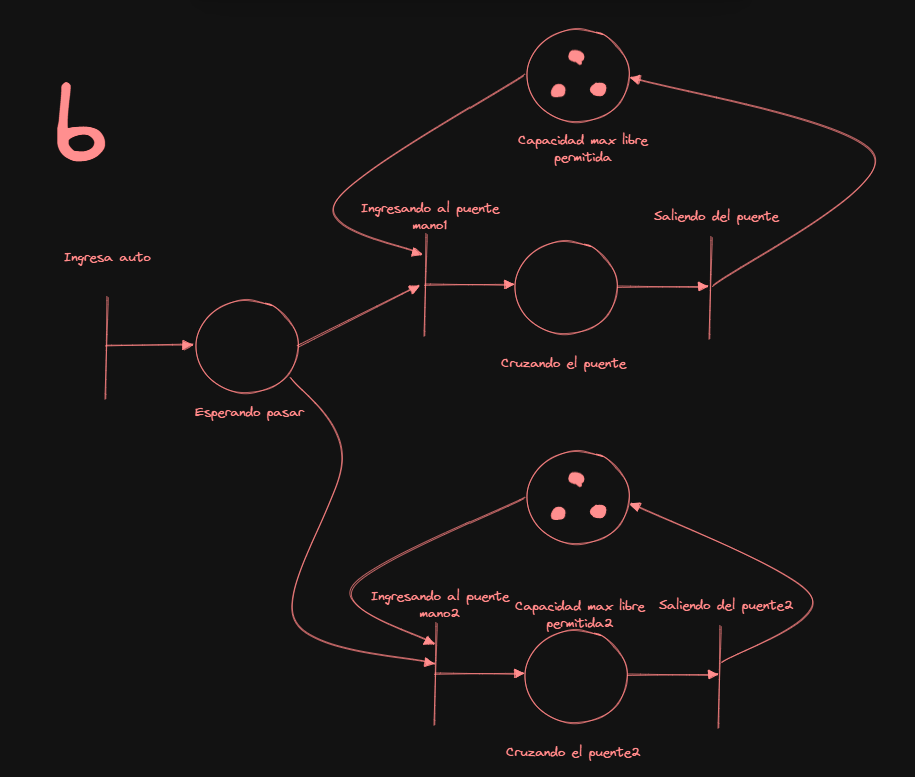 6
Capacidad max libre
permitida
Ingresando al puente
mano1
Saliendo del puente
Ingresa auto
Cruzando el puente
Esperando pasar
Ingresando al puente
mano2
Capacidad max libre
permitida2
Saliendo del puente2
Cruzando el puente2